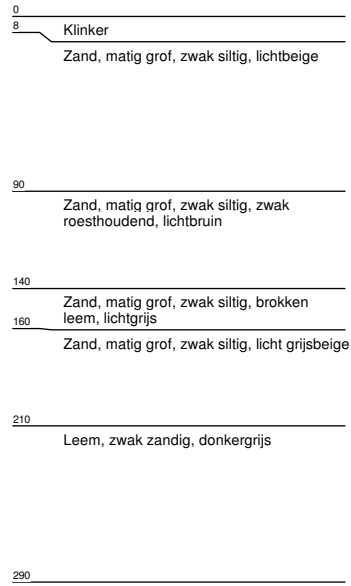 0
8
Klinker
Zand, matig grof, zwak siltig, lichtbeige
90
Zand, matig grof, zwak siltig, zwak
roesthoudend, lichtbruin
140
Zand, matig grof, zwak siltig, brokken
leem, lichtgrijs
160
Zand, matig grof, zwak siltig, licht grijsbeige
210
Leem, zwak zandig, donkergrijs
290